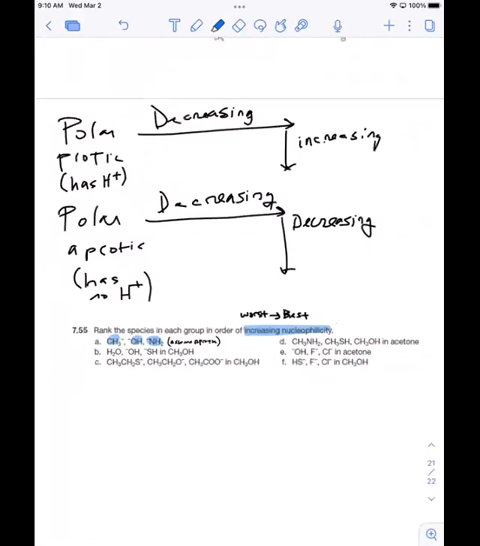 9:10 AM Wed Mar 2
100%
Decreasing
Polar
Protic
(has H⁺)
increasing
Decreasing
Polar
aprotic
(has no H⁺)
Decreasing
worst → Best
7.55 Rank the species in each group in order of increasing nucleophilicity.
a. CH₃⁻, ⁻OH, ⁻NH₂ (assume aprotic)
b. H₂O, ⁻OH, ⁻SH in CH₃OH
c. CH₃CH₂S⁻, CH₃CH₂O⁻, CH₃COO⁻ in CH₃OH
d. CH₃NH₂, CH₃SH, CH₃OH in acetone
e. ⁻OH, F⁻, Cl⁻ in acetone
f. HS⁻, F⁻, Cl⁻ in CH₃OH
21
/
22